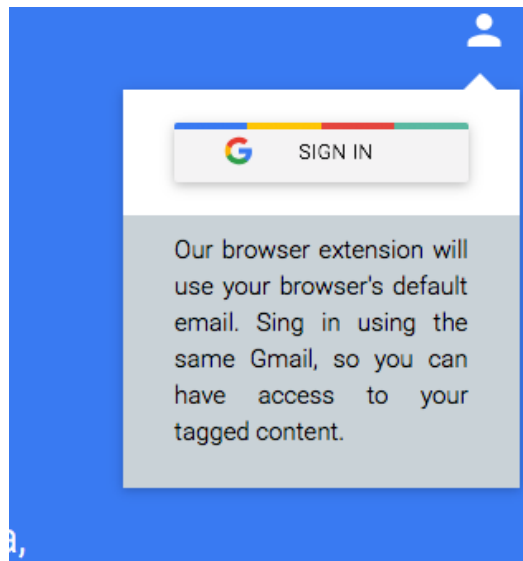 SIGN IN
Our browser extension will
use your browser's default
email. Sing in using the
same Gmail, so you can
have access to your
tagged content.
a,